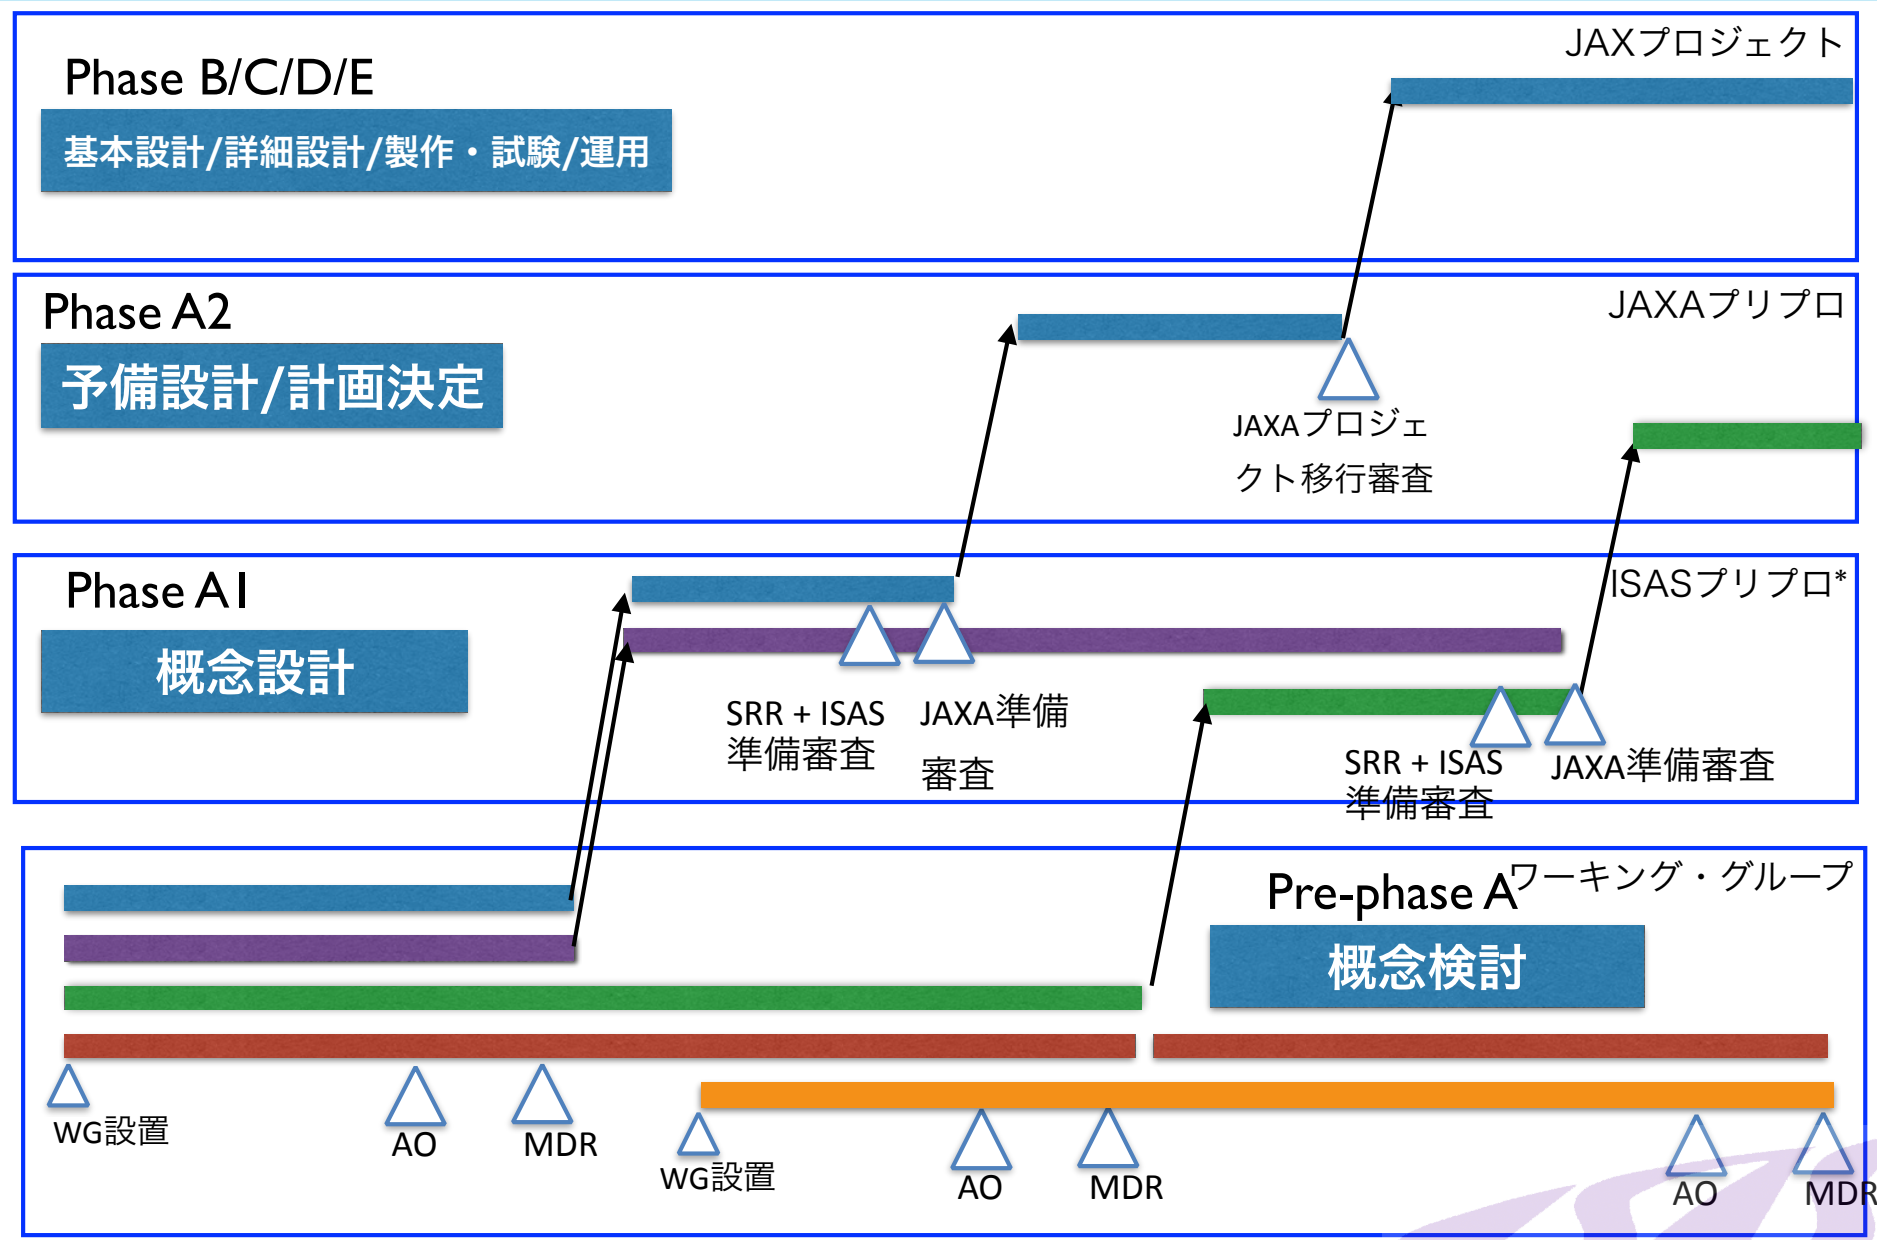 JAXプロジェクト
Phase B/C/D/E
基本設計/詳細設計/製作・試験/運用
Phase A2
JAXAプリプロ
予備設計/計画決定
JAXAプロジェ
クト移行審査
Phase A1
ISASプリプロ*
概念設計
SRR + ISAS
準備審査
JAXA準備
審査
SRR + ISAS
準備審査
JAXA準備審査
ワーキング・グループ
Pre-phase A
概念検討
WG設置
AO
MDR
WG設置
AO
MDR
AO
MDR